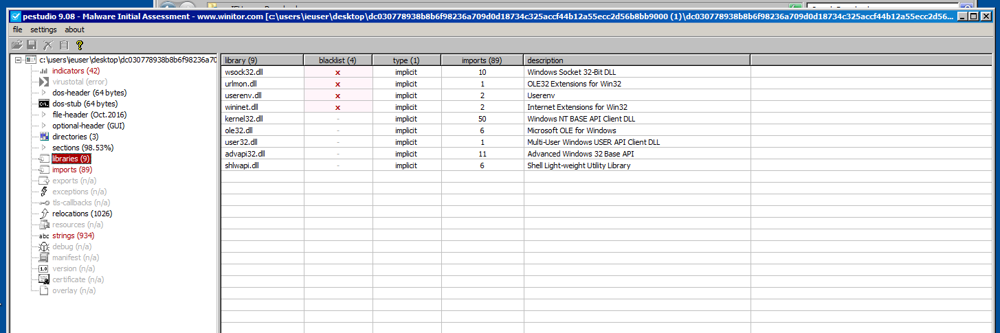 pestudio 9.08 - Malware Initial Assessment - www.winitor.com [c:\users\ieuser\desktop\dc030778938b8b6f98236a709d0d18734c325accf44b12a55ecc2d56b8bb9000 (1)\dc030778938b8b6f98236a709d0d18734c325accf44b12a55ecc2d56...
file settings about
c:\users\ieuser\desktop\dc030778938b8b6f98236a70
indicators (42)
virustotal (error)
dos-header (64 bytes)
dos-stub (64 bytes)
file-header (Oct.2016)
optional-header (GUI)
directories (3)
sections (98.53%)
libraries (9)
imports (89)
exports (n/a)
exceptions (n/a)
tls-callbacks (n/a)
relocations (1026)
resources (n/a)
abc strings (934)
debug (n/a)
manifest (n/a)
1.0 version (n/a)
certificate (n/a)
overlay (n/a)
library (9) blacklist (4) type (1) imports (89) description
wsock32.dll x implicit 10 Windows Socket 32-Bit DLL
urlmon.dll x implicit 1 OLE32 Extensions for Win32
userenv.dll x implicit 2 Userenv
wininet.dll x implicit 2 Internet Extensions for Win32
kernel32.dll - implicit 50 Windows NT BASE API Client DLL
ole32.dll - implicit 6 Microsoft OLE for Windows
user32.dll - implicit 1 Multi-User Windows USER API Client DLL
advapi32.dll - implicit 11 Advanced Windows 32 Base API
shlwapi.dll - implicit 6 Shell Light-weight Utility Library